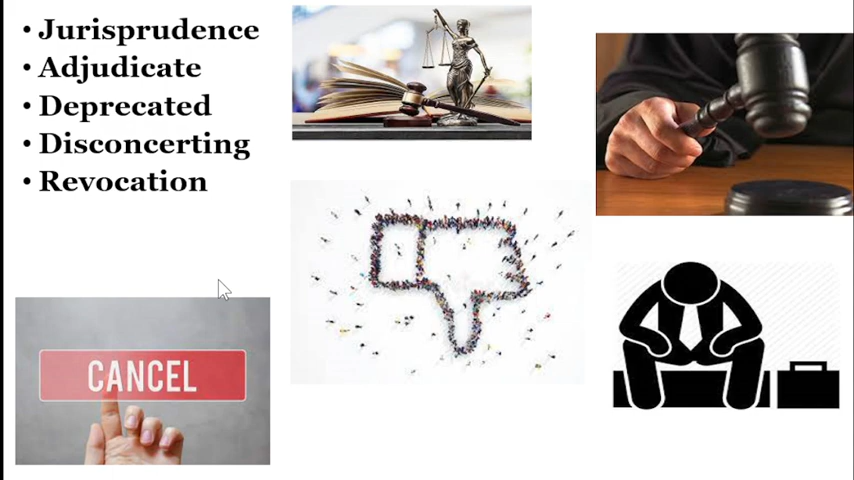 • Jurisprudence
• Adjudicate
• Deprecated
• Disconcerting
• Revocation
CANCEL